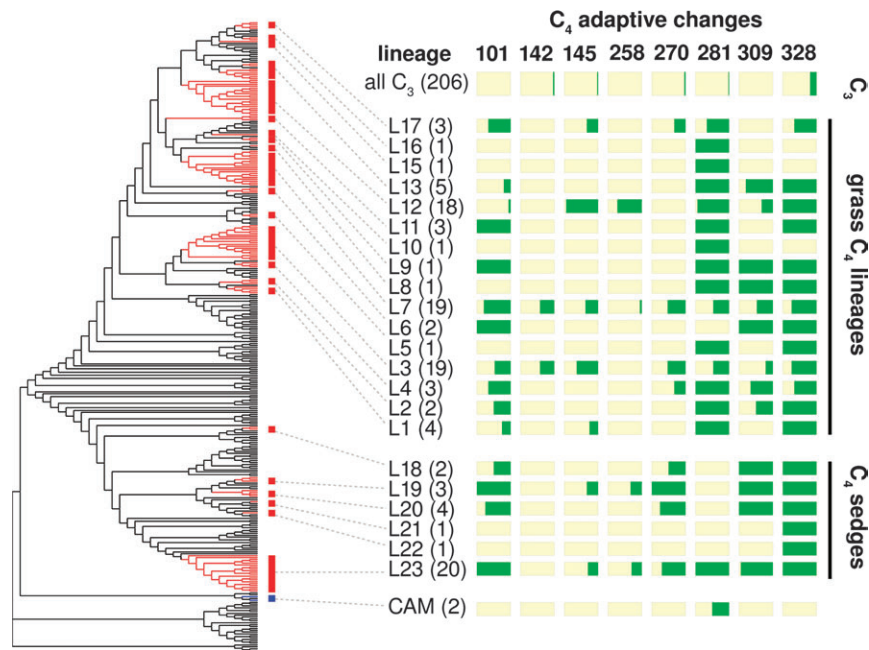 C4 adaptive changes
lineage 101 142 145 258 270 281 309 328
all C3 (206)
C3
L17 (3)
L16 (1)
L15 (1)
L13 (5)
L12 (18)
L11 (3)
L10 (1)
L9 (1)
L8 (1)
L7 (19)
L6 (2)
L5 (1)
L3 (19)
L4 (3)
L2 (2)
L1 (4)
grass C4 lineages
L18 (2)
L19 (3)
L20 (4)
L21 (1)
L22 (1)
L23 (20)
C4 sedges
CAM (2)